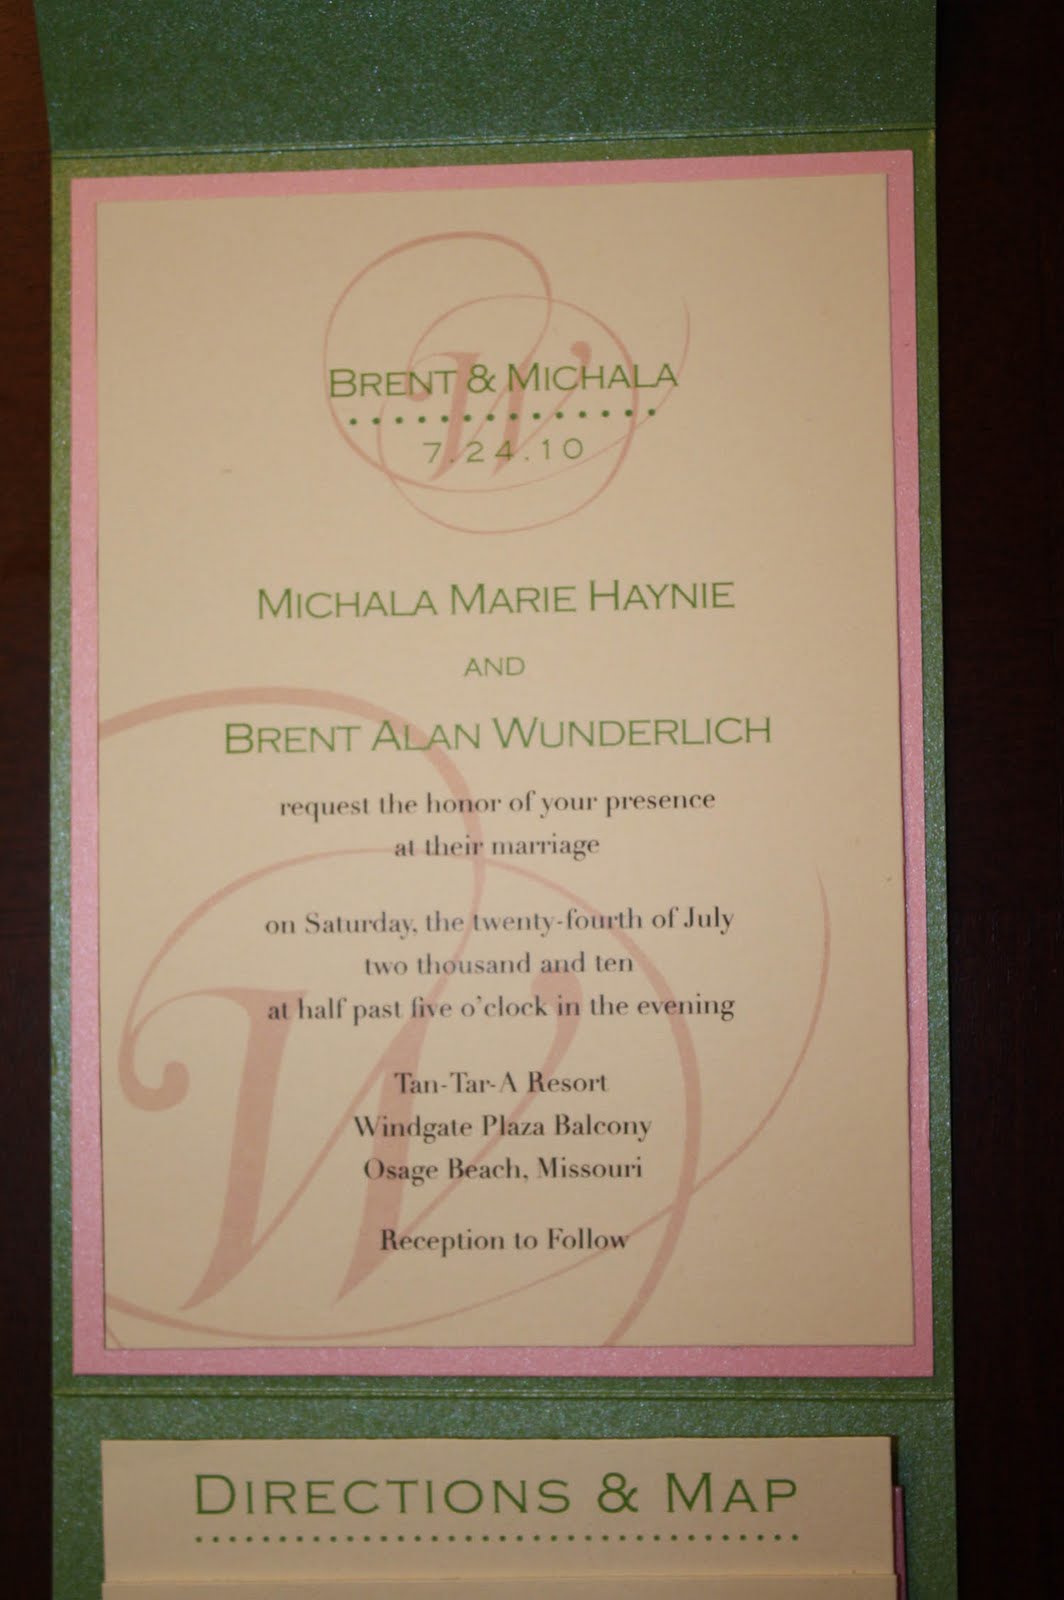 BRENT & MICHALA
7.24.10
W
MICHALA MARIE HAYNIE
AND
BRENT ALAN WUNDERLICH
request the honor of your presence
at their marriage
on Saturday, the twenty-fourth of July
two thousand and ten
at half past five o'clock in the evening
W
Tan-Tar-A Resort
Windgate Plaza Balcony
Osage Beach, Missouri
Reception to Follow
DIRECTIONS & MAP